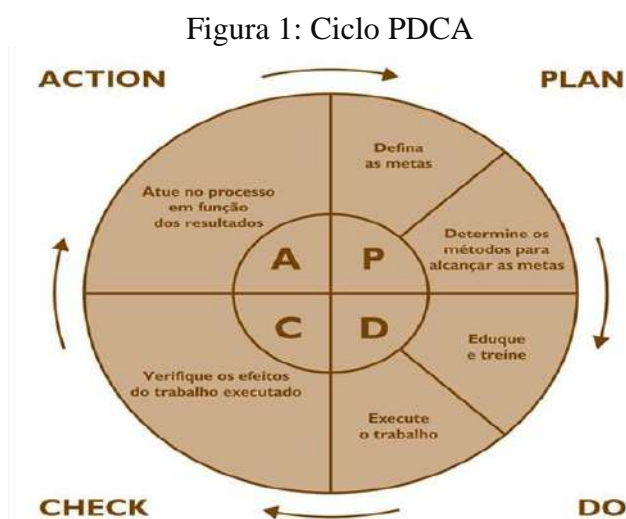 Figura 1: Ciclo PDCA
ACTION
PLAN
Defina
as metas
Atue no processo
em função
dos resultados
Determine os
métodos para
alcançar as metas
A
P
C
D
Eduque
e treine
Verifique os efeitos
do trabalho executado
Execute
o trabalho
CHECK
DO